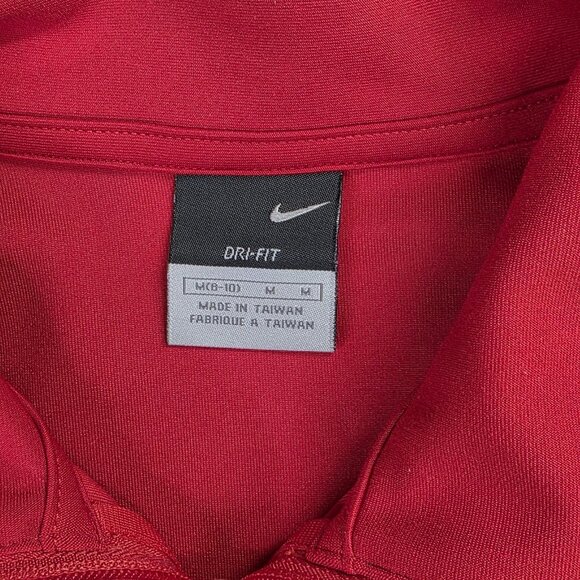 DRI-FIT
M(8-10) M M
MADE IN TAIWAN
FABRIQUE A TAIWAN